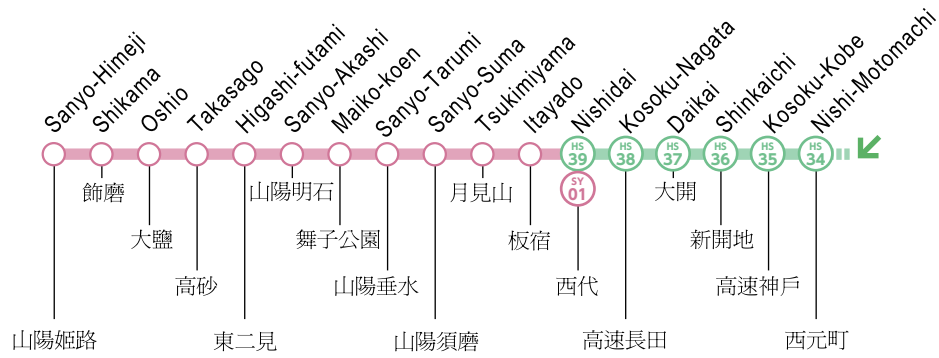 Sanyo-Himeji
Shikama
Oshio
Takasago
Higashi-futami
Sanyo-Akashi
Maiko-koen
Sanyo-Tarumi
Sanyo-Suma
Tsukimiyama
Itayado
Nishidai
Kosoku-Nagata
Daikai
Shinkaichi
Kosoku-Kobe
Nishi-Motomachi
HS
39
HS
38
HS
37
HS
36
HS
35
HS
34
SY
01
飾磨
山陽明石
月見山
大開
大鹽
舞子公園
板宿
新開地
高砂
山陽垂水
西代
高速神戶
山陽姫路
東二見
山陽須磨
高速長田
西元町